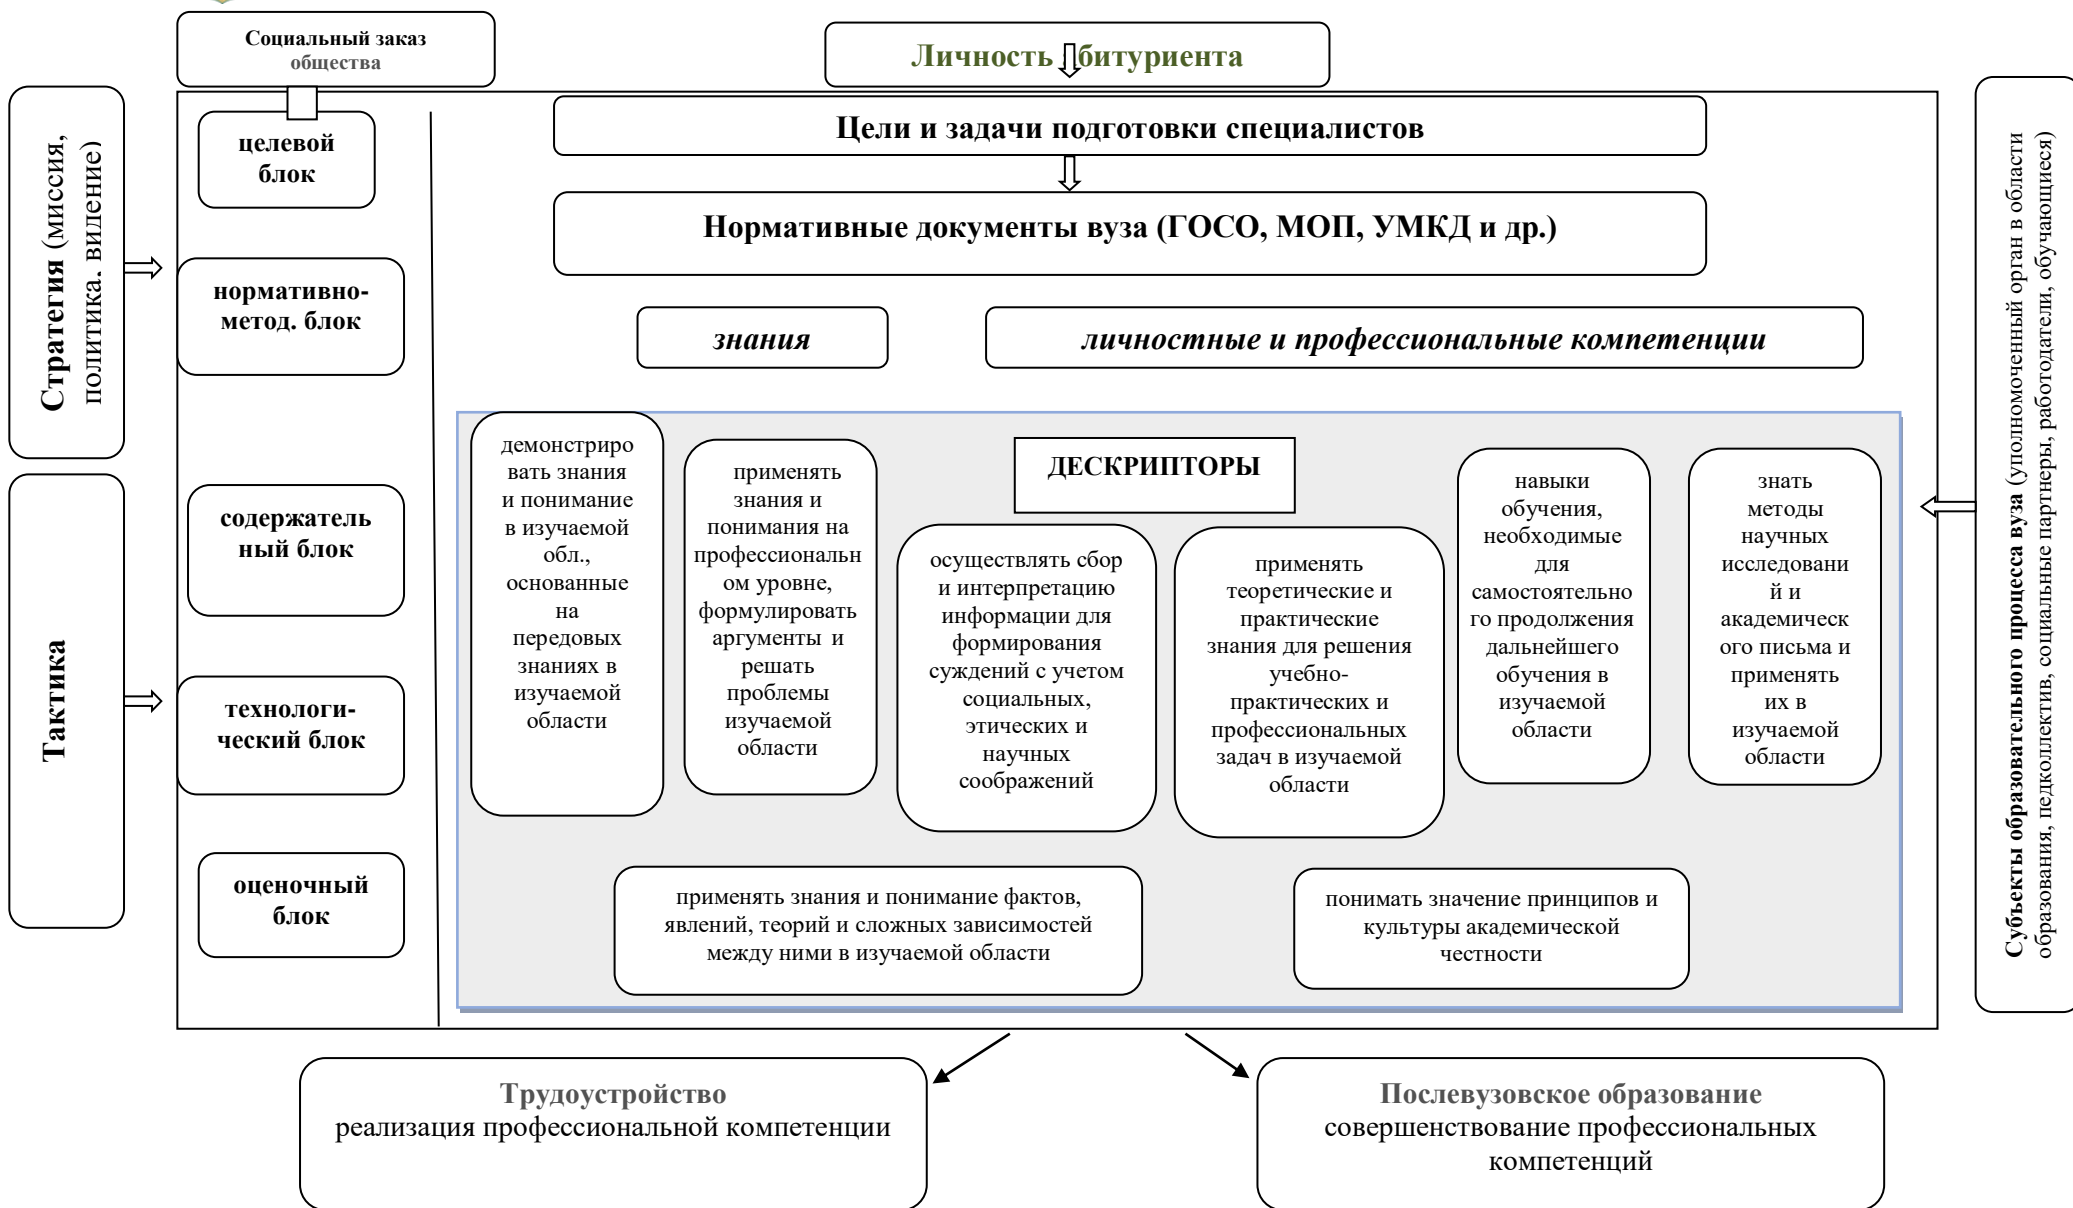 Социальный заказ
общества
Личность битуриента
Стратегия (миссия,
политика. видение)
Тактика
целевой
блок
нормативно-
метод. блок
содержатель
ный блок
технологи-
ческий блок
оценочный
блок
Цели и задачи подготовки специалистов
Нормативные документы вуза (ГОСО, МОП, УМКД и др.)
знания
личностные и профессиональные компетенции
ДЕСКРИПТОРЫ
демонстриро
вать знания
и понимание
в изучаемой
обл.,
основанные
на
передовых
знаниях в
изучаемой
области
применять
знания и
понимания на
профессиональн
ом уровне,
формулировать
аргументы и
решать
проблемы
изучаемой
области
осуществлять сбор
и интерпретацию
информации для
формирования
суждений с учетом
социальных,
этических и
научных
соображений
применять
теоретические и
практические
знания для решения
учебно-
практических и
профессиональных
задач в изучаемой
области
навыки
обучения,
необходимые
для
самостоятельно
го продолжения
дальнейшего
обучения в
изучаемой
области
знать
методы
научных
исследовани
й и
академическ
ого письма и
применять
их в
изучаемой
области
применять знания и понимание фактов,
явлений, теорий и сложных зависимостей
между ними в изучаемой области
понимать значение принципов и
культуры академической
честности
Субъекты образовательного процесса вуза (уполномоченный орган в области
образования, педколлектив, социальные партнеры, работодатели, обучающиеся)
Трудоустройство
реализация профессиональной компетенции
Послевузовское образование
совершенствование профессиональных
компетенций